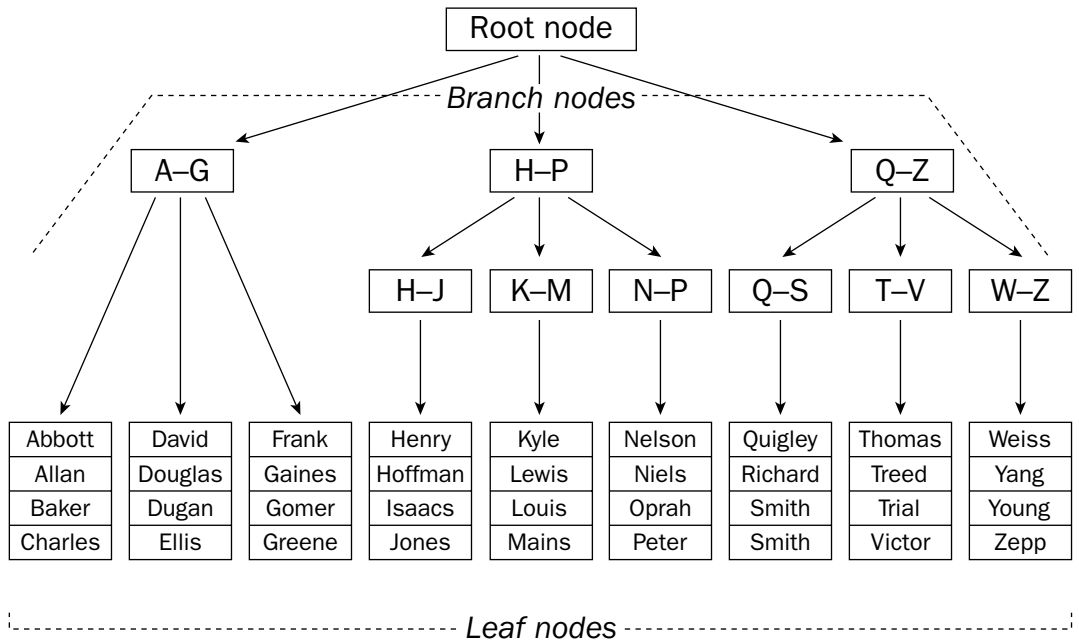 Root node
Branch nodes
A–G
H–P
Q–Z
H–J
K–M
N–P
Q–S
T–V
W–Z
Abbott
Allan
Baker
Charles
David
Douglas
Dugan
Ellis
Frank
Gaines
Gomer
Greene
Henry
Hoffman
Isaacs
Jones
Kyle
Lewis
Louis
Mains
Nelson
Niels
Oprah
Peter
Quigley
Richard
Smith
Smith
Thomas
Treed
Trial
Victor
Weiss
Yang
Young
Zepp
Leaf nodes